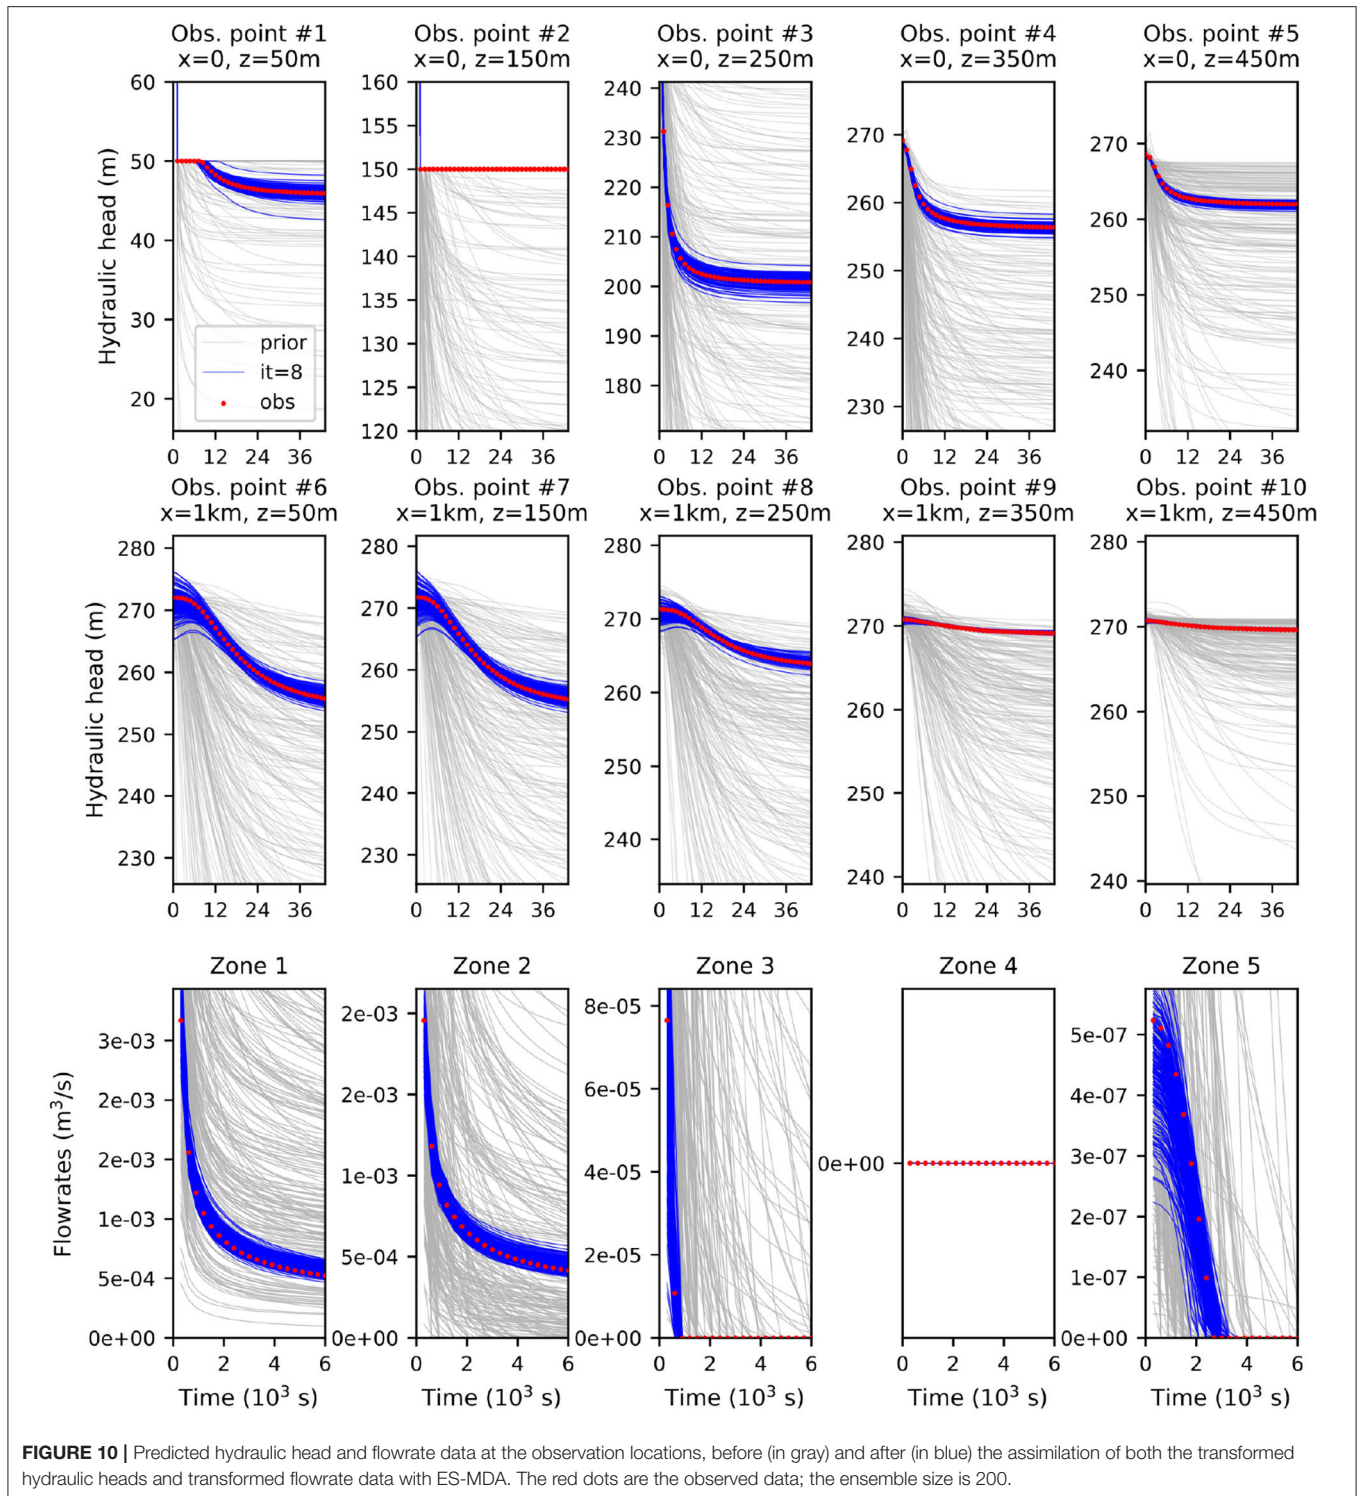 Obs. point #1 Obs. point #2 Obs. point #3 Obs. point #4 Obs. point #5
x=0, z=50m x=0, z=150m x=0, z=250m x=0, z=350m x=0, z=450m
Hydraulic head (m)
60
50
40
30
20
160
155
150
145
140
135
130
125
120
240
230
220
210
200
190
180
270
260
250
240
230
270
260
250
240
prior
it=8
obs
0 12 24 36 0 12 24 36 0 12 24 36 0 12 24 36 0 12 24 36
Obs. point #6 Obs. point #7 Obs. point #8 Obs. point #9 Obs. point #10
x=1km, z=50m x=1km, z=150m x=1km, z=250m x=1km, z=350m x=1km, z=450m
Hydraulic head (m)
280
270
260
250
240
230
280
270
260
250
240
230
280
270
260
250
240
280
270
260
250
240
280
270
260
250
240
0 12 24 36 0 12 24 36 0 12 24 36 0 12 24 36 0 12 24 36
Zone 1 Zone 2 Zone 3 Zone 4 Zone 5
Flowrates (m³/s)
3e-03
2e-03
2e-03
1e-03
5e-04
0e+00
2e-03
2e-03
1e-03
5e-04
0e+00
8e-05
6e-05
4e-05
2e-05
0e+00
0e+00
5e-07
4e-07
3e-07
2e-07
1e-07
0e+00
0 2 4 6 0 2 4 6 0 2 4 6 0 2 4 6 0 2 4 6
Time (10³ s) Time (10³ s) Time (10³ s) Time (10³ s) Time (10³ s)
FIGURE 10 | Predicted hydraulic head and flowrate data at the observation locations, before (in gray) and after (in blue) the assimilation of both the transformed
hydraulic heads and transformed flowrate data with ES-MDA. The red dots are the observed data; the ensemble size is 200.